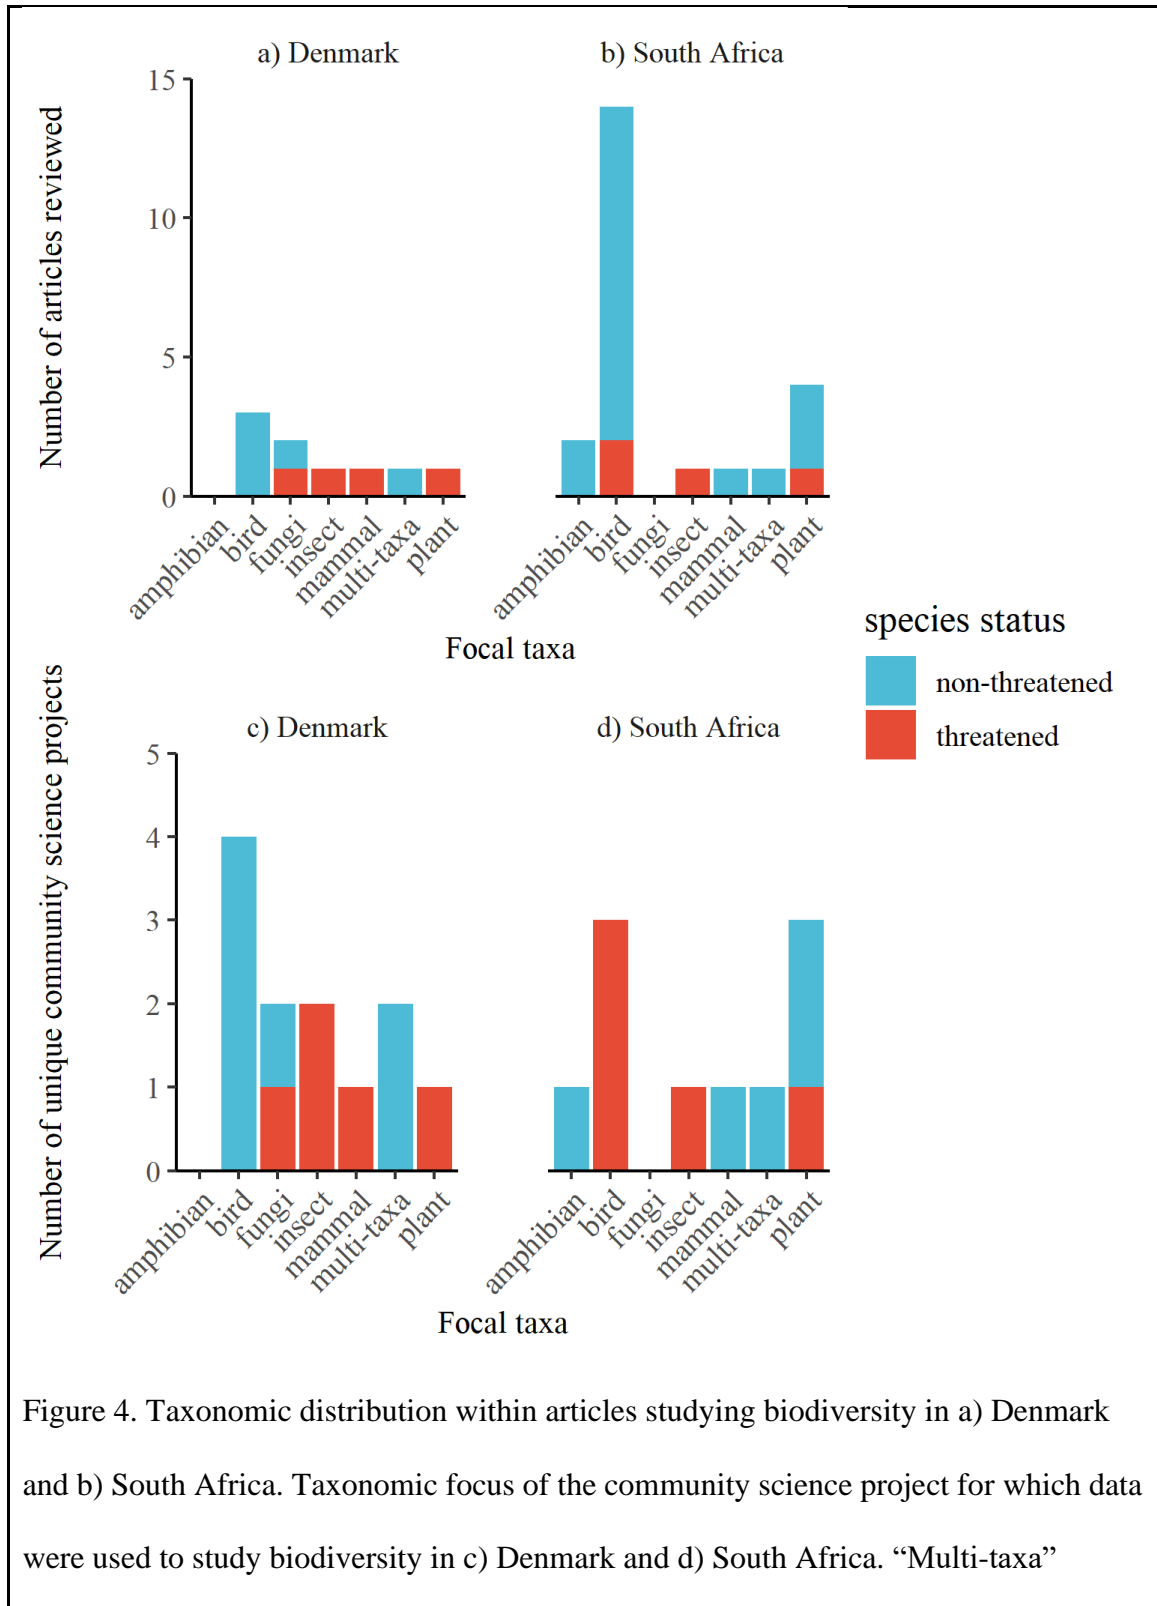 a) Denmark
b) South Africa
Number of articles reviewed
15
10
5
0
amphibian
bird
fungi
insect
mammal
multi-taxa
plant
amphibian
bird
fungi
insect
mammal
multi-taxa
plant
Focal taxa
species status
non-threatened
threatened
c) Denmark
d) South Africa
Number of unique community science projects
5
4
3
2
1
0
amphibian
bird
fungi
insect
mammal
multi-taxa
plant
amphibian
bird
fungi
insect
mammal
multi-taxa
plant
Focal taxa
Figure 4. Taxonomic distribution within articles studying biodiversity in a) Denmark
and b) South Africa. Taxonomic focus of the community science project for which data
were used to study biodiversity in c) Denmark and d) South Africa. “Multi-taxa”